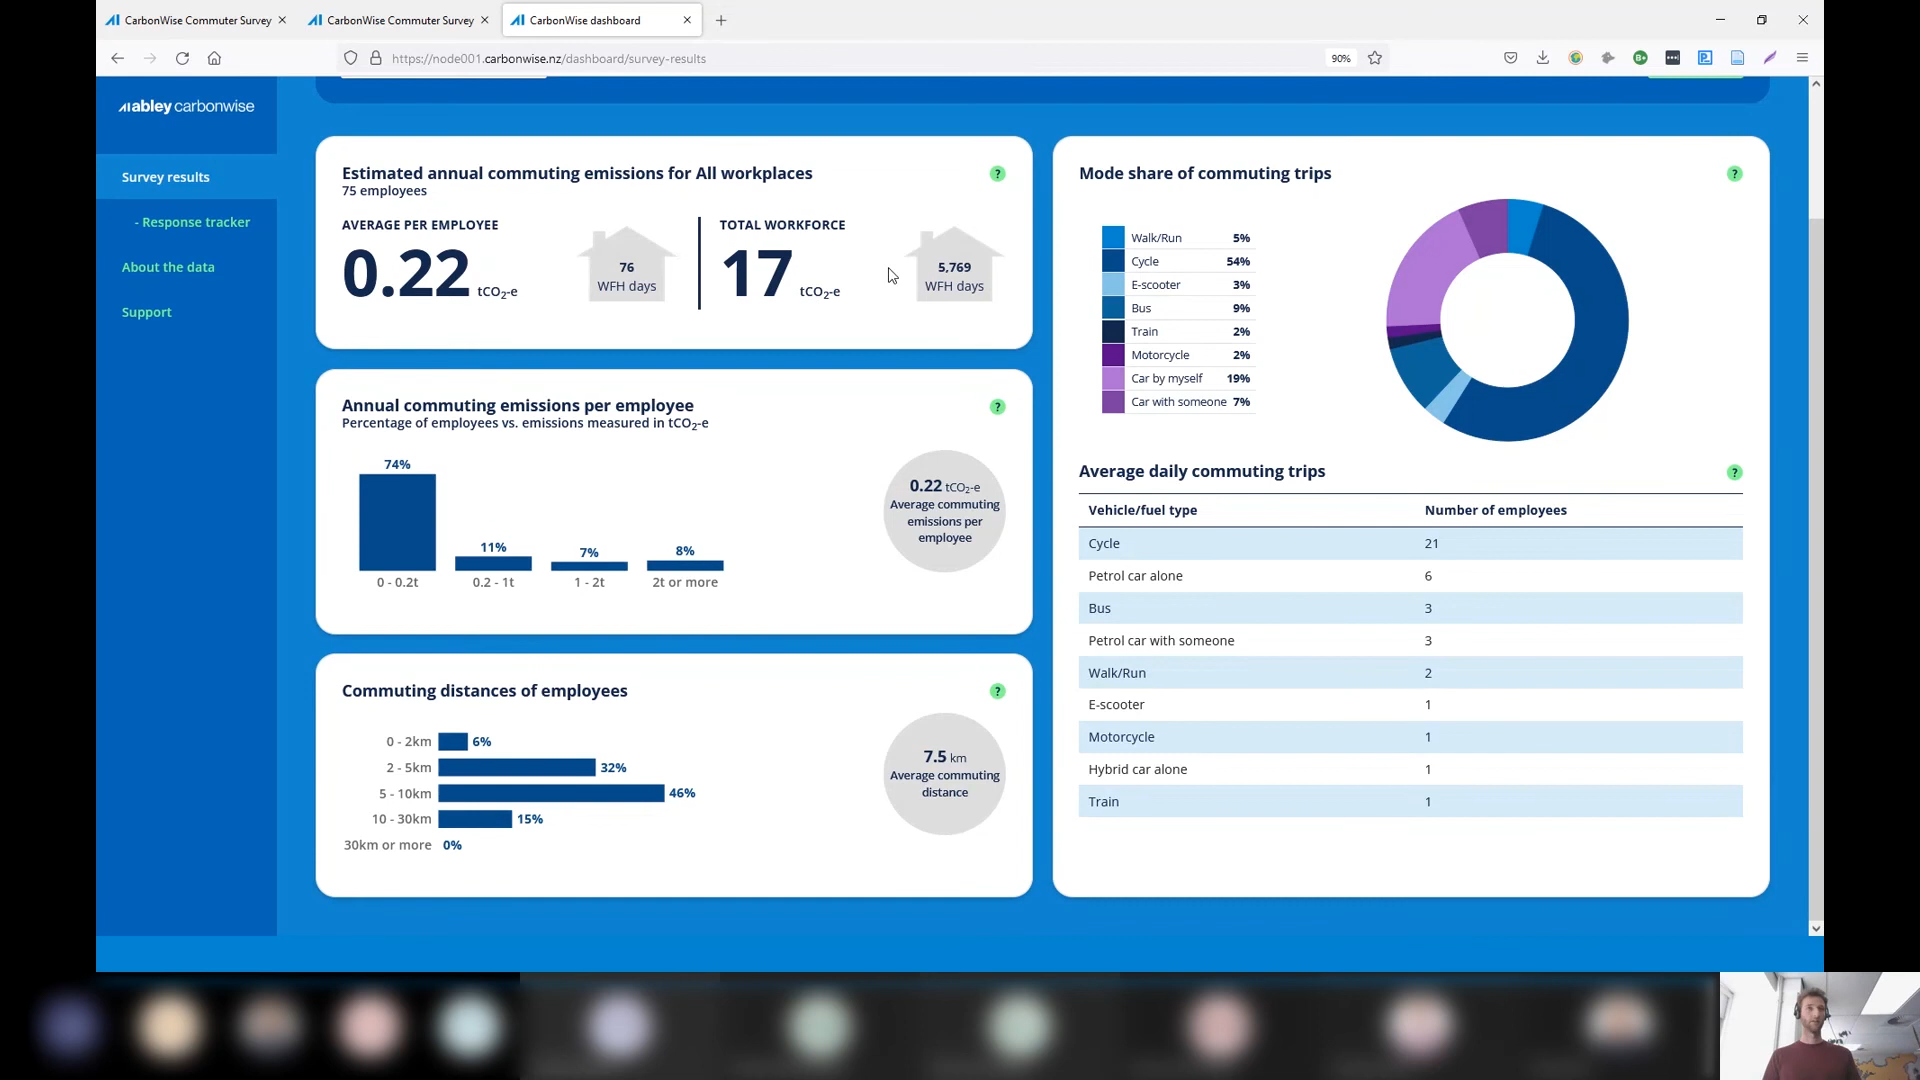 CarbonWise Commuter Survey
CarbonWise Commuter Survey
CarbonWise dashboard
https://node001.carbonwise.nz/dashboard/survey-results
90%
abley carbonwise
Survey results
- Response tracker
About the data
Support
Estimated annual commuting emissions for All workplaces
?
75 employees
AVERAGE PER EMPLOYEE
0.22 tCO2-e
76
WFH days
TOTAL WORKFORCE
17 tCO2-e
5,769
WFH days
Annual commuting emissions per employee
?
Percentage of employees vs. emissions measured in tCO2-e
74%
11%
7%
8%
0 - 0.2t
0.2 - 1t
1 - 2t
2t or more
0.22 tCO2-e
Average commuting
emissions per
employee
Commuting distances of employees
?
0 - 2km 6%
2 - 5km 32%
5 - 10km 46%
10 - 30km 15%
30km or more 0%
7.5 km
Average commuting
distance
Mode share of commuting trips
?
Walk/Run 5%
Cycle 54%
E-scooter 3%
Bus 9%
Train 2%
Motorcycle 2%
Car by myself 19%
Car with someone 7%
Average daily commuting trips
?
Vehicle/fuel type Number of employees
Cycle 21
Petrol car alone 6
Bus 3
Petrol car with someone 3
Walk/Run 2
E-scooter 1
Motorcycle 1
Hybrid car alone 1
Train 1